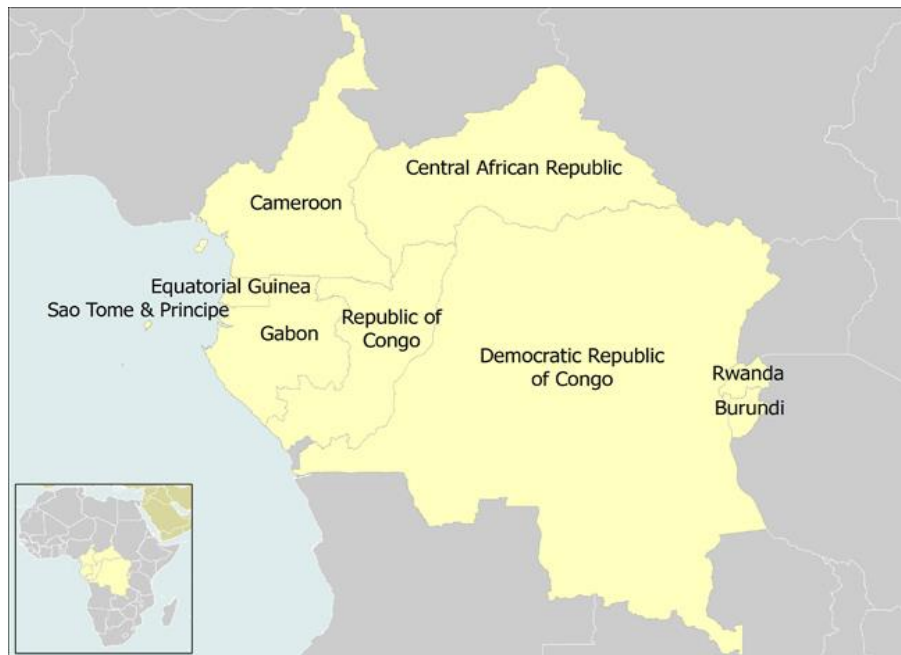 Central African Republic
Cameroon
Equatorial Guinea
Sao Tome & Principe
Gabon
Republic of
Congo
Democratic Republic
of Congo
Rwanda
Burundi